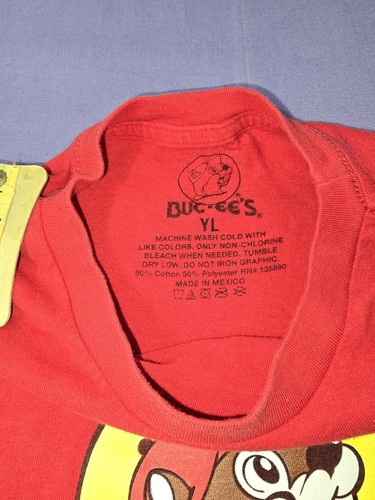 BUC-EE'S®
YL
MACHINE WASH COLD WITH
LIKE COLORS, ONLY NON-CHLORINE
BLEACH WHEN NEEDED. TUMBLE
DRY LOW. DO NOT IRON GRAPHIC.
50% Cotton 50% Polyester RN# 135890
MADE IN MEXICO